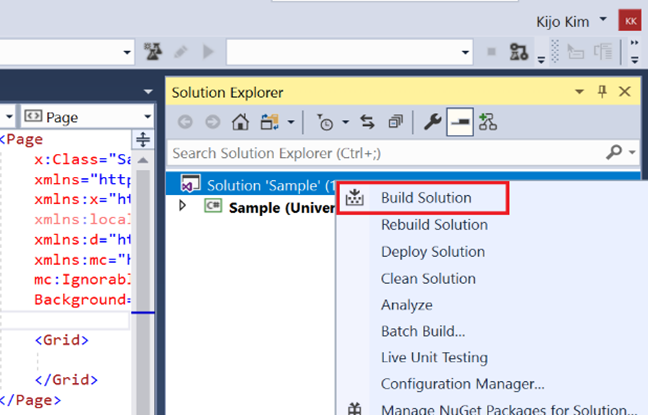 Kijo Kim
KK
Solution Explorer
Page
Search Solution Explorer (Ctrl+;)
<Page
x:Class="Sa
xmlns="http
xmlns:x="ht
xmlns:local
xmlns:d="ht
xmlns:mc="h
mc:Ignorabl
Background=
<Grid>
</Grid>
</Page>
Solution 'Sample' (1
C# Sample (Univer
Build Solution
Rebuild Solution
Deploy Solution
Clean Solution
Analyze
Batch Build...
Live Unit Testing
Configuration Manager...
Manage NuGet Packages for Solution...